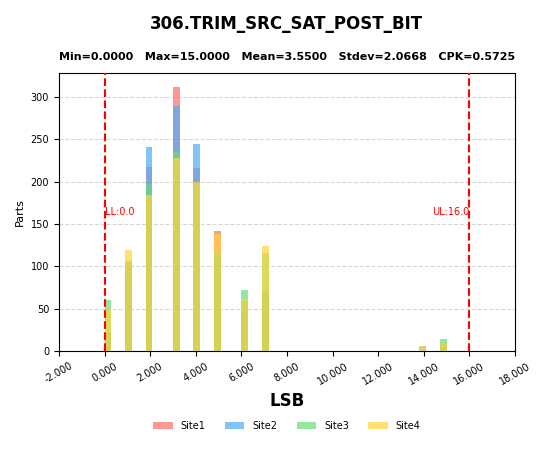 306.TRIM_SRC_SAT_POST_BIT
Min=0.0000 Max=15.0000 Mean=3.5500 Stdev=2.0668 CPK=0.5725
300
250
200
150
100
50
0
Parts
LL:0.0
UL:16.0
-2.000 0.000 2.000 4.000 6.000 8.000 10.000 12.000 14.000 16.000 18.000
LSB
Site1 Site2 Site3 Site4